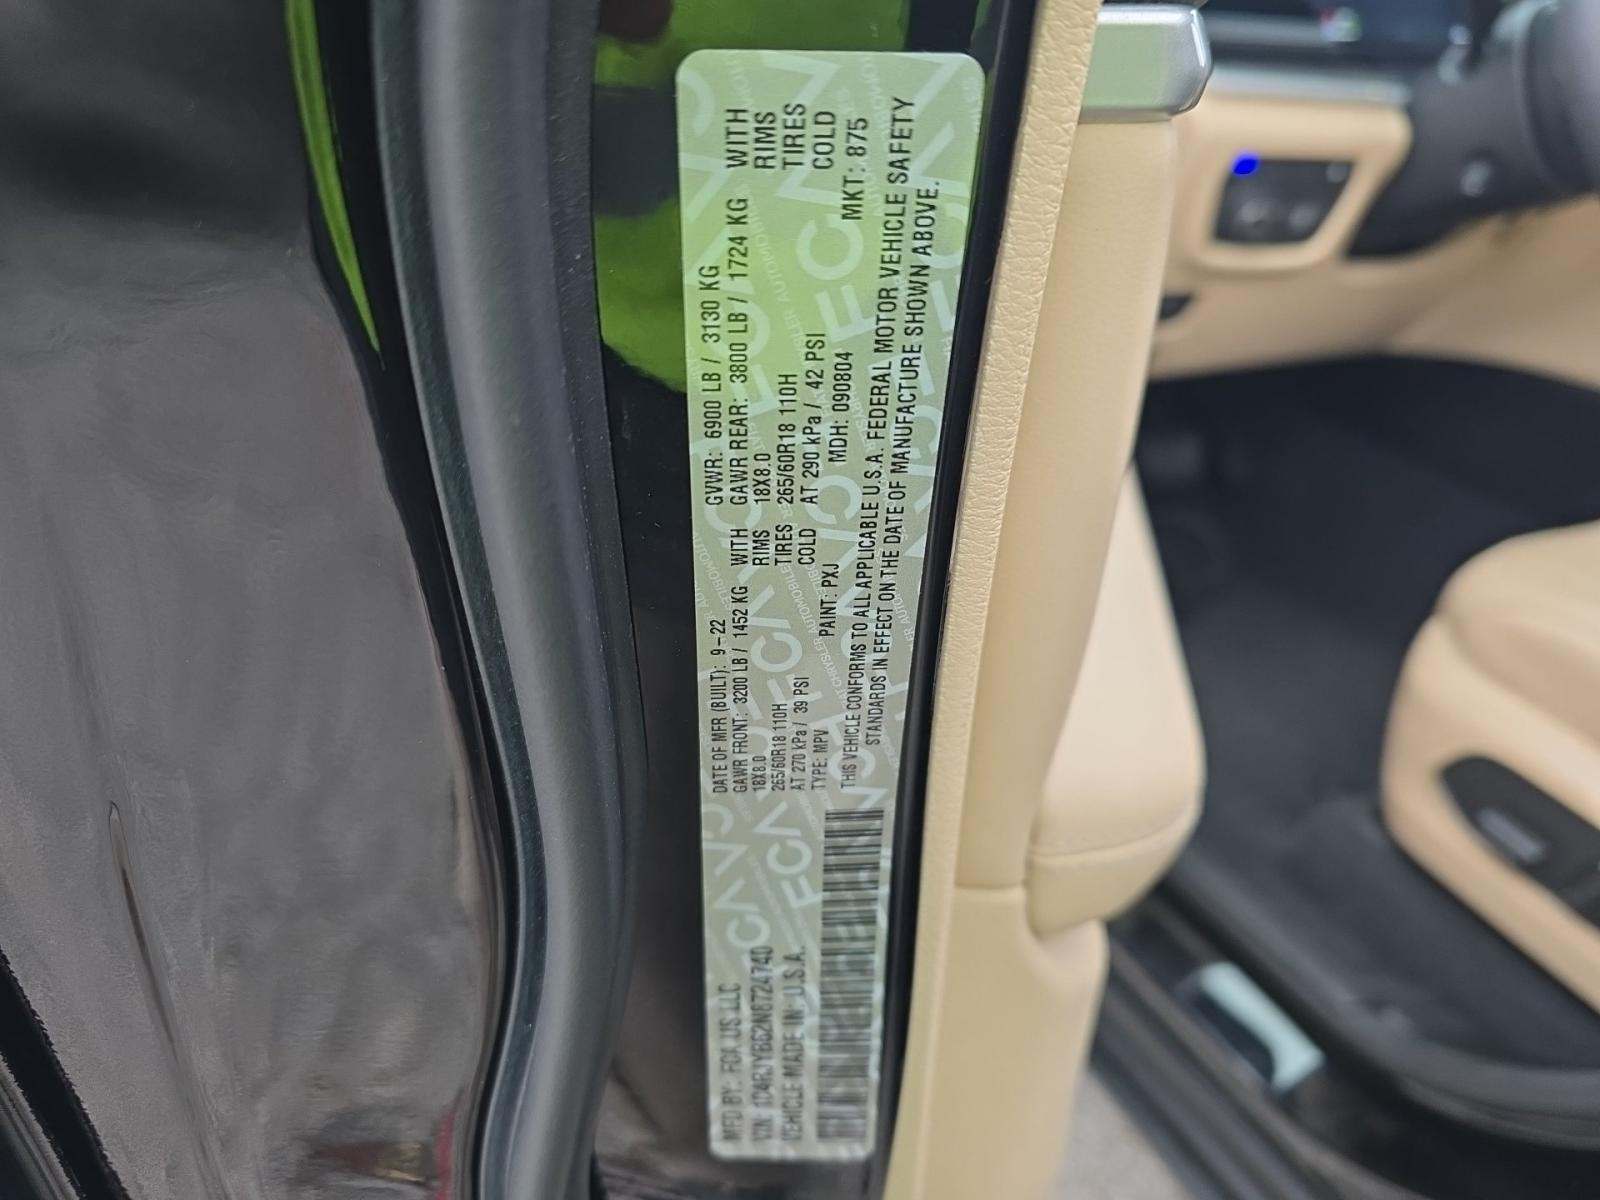 MFD BY: FCA US LLC
DATE OF MFR (BUILT): 9-22
GVWR: 6900 LB / 3130 KG
GAWR FRONT: 3200 LB / 1452 KG WITH
18X8.0 RIMS
265/60R18 110H TIRES
AT 270 kPa / 39 PSI COLD
GAWR REAR: 3800 LB / 1724 KG WITH
18X8.0 RIMS
265/60R18 110H TIRES
AT 290 kPa / 42 PSI COLD
VIN:
VEHICLE MADE IN U.S.A.
TYPE: MPV
PAINT: PXJ
MDH: 090804
MKT: 875
THIS VEHICLE CONFORMS TO ALL APPLICABLE U.S.A. FEDERAL MOTOR VEHICLE SAFETY
STANDARDS IN EFFECT ON THE DATE OF MANUFACTURE SHOWN ABOVE.